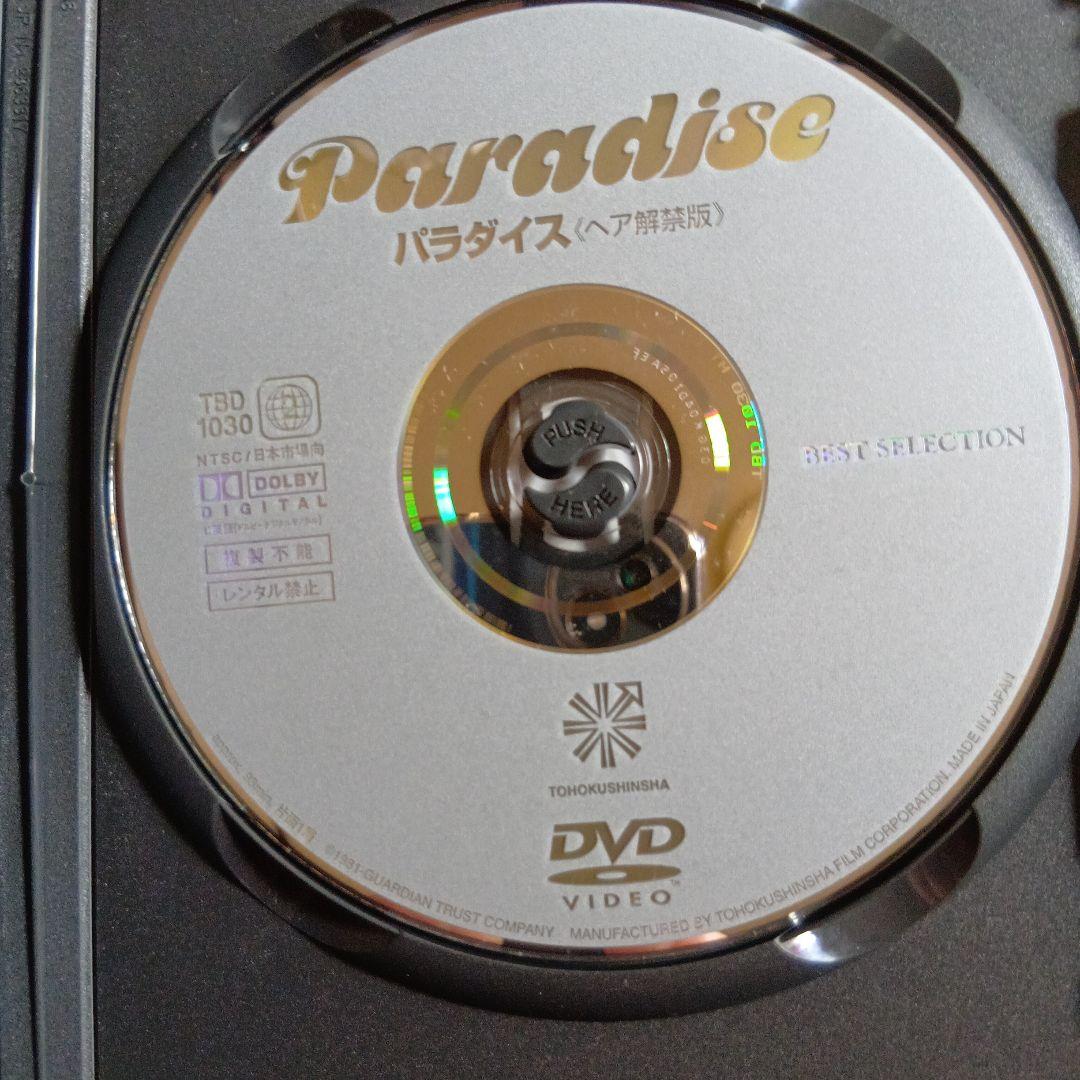 Paradise
パラダイス《ヘア解禁版》
TBD
1030
2
NTSC/日本市場向
DOLBY
DIGITAL
複製不能
レンタル禁止
PUSH
HERE
BEST SELECTION
TOHOKUSHINSHA
DVD
VIDEO
TM
片面1層
©1981-GUARDIAN TRUST COMPANY MANUFACTURED BY TOHOKUSHINSHA FILM CORPORATION. MADE IN JAPAN